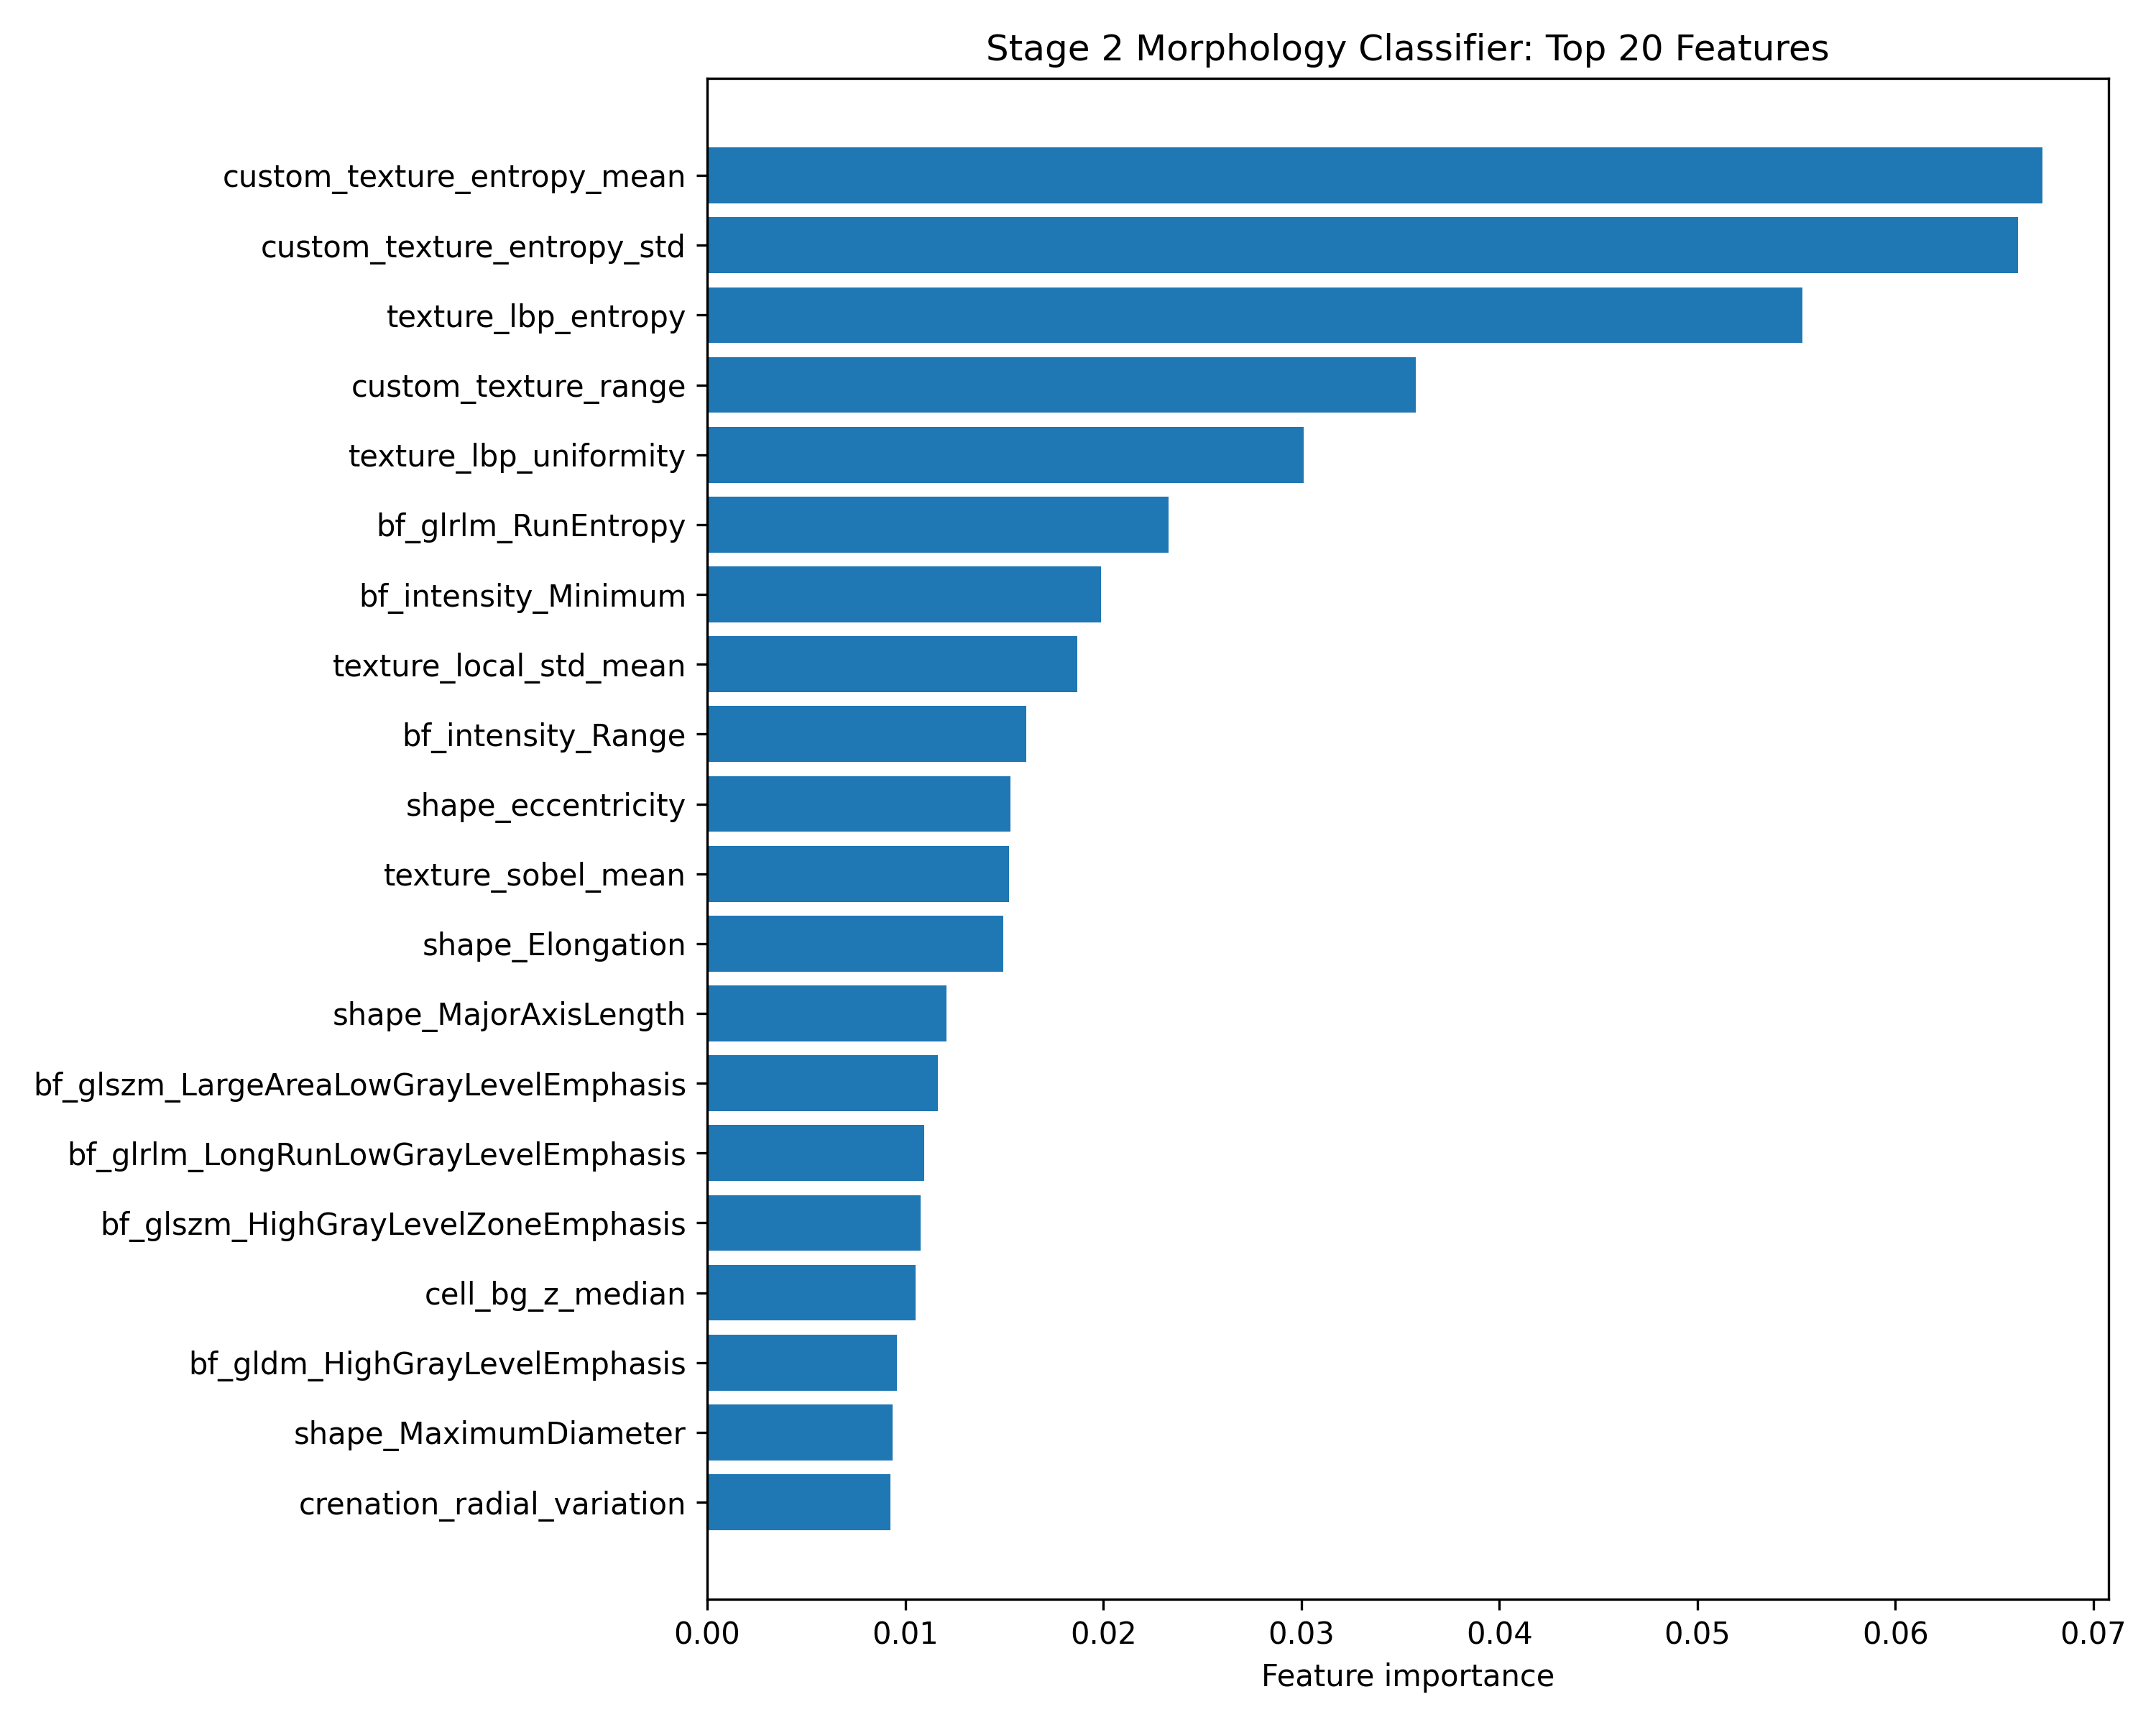 Stage 2 Morphology Classifier: Top 20 Features
custom_texture_entropy_mean
custom_texture_entropy_std
texture_lbp_entropy
custom_texture_range
texture_lbp_uniformity
bf_glrlm_RunEntropy
bf_intensity_Minimum
texture_local_std_mean
bf_intensity_Range
shape_eccentricity
texture_sobel_mean
shape_Elongation
shape_MajorAxisLength
bf_glszm_LargeAreaLowGrayLevelEmphasis
bf_glrlm_LongRunLowGrayLevelEmphasis
bf_glszm_HighGrayLevelZoneEmphasis
cell_bg_z_median
bf_gldm_HighGrayLevelEmphasis
shape_MaximumDiameter
crenation_radial_variation
0.00 0.01 0.02 0.03 0.04 0.05 0.06 0.07
Feature importance